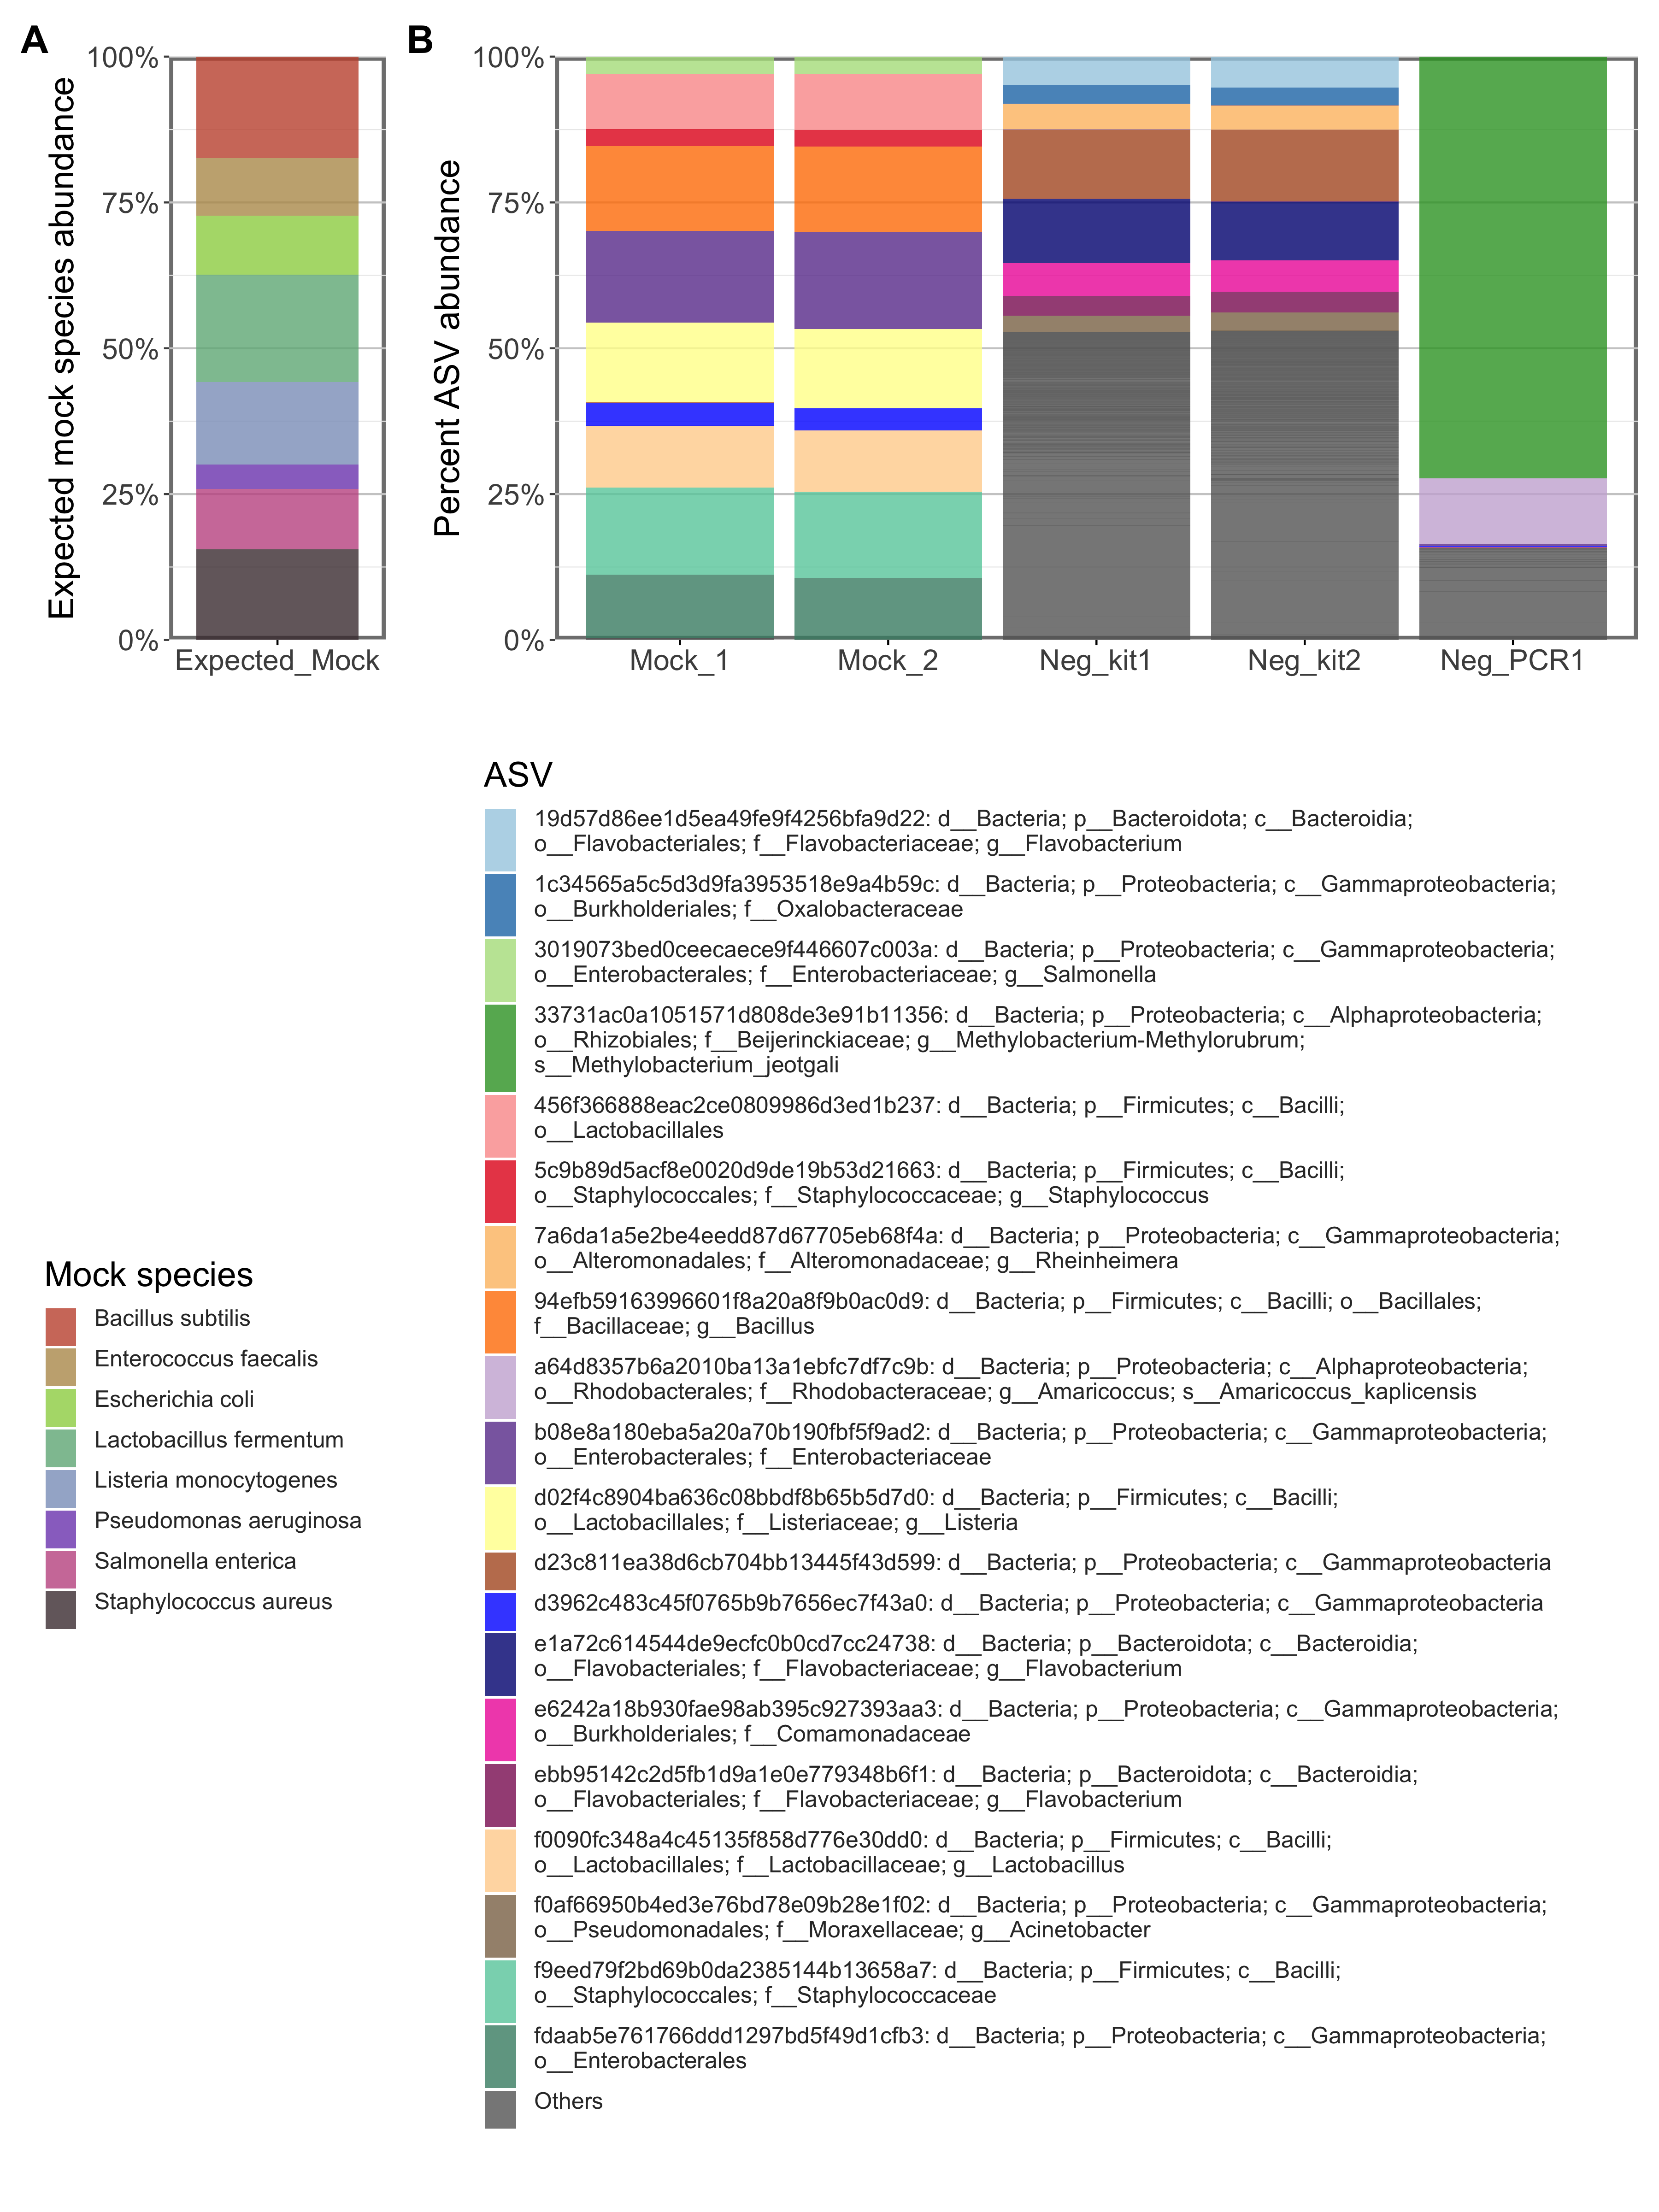 A
B
Expected mock species abundance
100%
75%
50%
25%
0%
Expected_Mock
Percent ASV abundance
100%
75%
50%
25%
0%
Mock_1
Mock_2
Neg_kit1
Neg_kit2
Neg_PCR1
Mock species
Bacillus subtilis
Enterococcus faecalis
Escherichia coli
Lactobacillus fermentum
Listeria monocytogenes
Pseudomonas aeruginosa
Salmonella enterica
Staphylococcus aureus
ASV
19d57d86ee1d5ea49fe9f4256bfa9d22: d__Bacteria; p__Bacteroidota; c__Bacteroidia;
o__Flavobacteriales; f__Flavobacteriaceae; g__Flavobacterium
1c34565a5c5d3d9fa3953518e9a4b59c: d__Bacteria; p__Proteobacteria; c__Gammaproteobacteria;
o__Burkholderiales; f__Oxalobacteraceae
3019073bed0ceecaece9f446607c003a: d__Bacteria; p__Proteobacteria; c__Gammaproteobacteria;
o__Enterobacterales; f__Enterobacteriaceae; g__Salmonella
33731ac0a1051571d808de3e91b11356: d__Bacteria; p__Proteobacteria; c__Alphaproteobacteria;
o__Rhizobiales; f__Beijerinckiaceae; g__Methylobacterium-Methylorubrum;
s__Methylobacterium_jeotgali
456f366888eac2ce0809986d3ed1b237: d__Bacteria; p__Firmicutes; c__Bacilli;
o__Lactobacillales
5c9b89d5acf8e0020d9de19b53d21663: d__Bacteria; p__Firmicutes; c__Bacilli;
o__Staphylococcales; f__Staphylococcaceae; g__Staphylococcus
7a6da1a5e2be4eedd87d67705eb68f4a: d__Bacteria; p__Proteobacteria; c__Gammaproteobacteria;
o__Alteromonadales; f__Alteromonadaceae; g__Rheinheimera
94efb59163996601f8a20a8f9b0ac0d9: d__Bacteria; p__Firmicutes; c__Bacilli; o__Bacillales;
f__Bacillaceae; g__Bacillus
a64d8357b6a2010ba13a1ebfc7df7c9b: d__Bacteria; p__Proteobacteria; c__Alphaproteobacteria;
o__Rhodobacterales; f__Rhodobacteraceae; g__Amaricoccus; s__Amaricoccus_kaplicensis
b08e8a180eba5a20a70b190fbf5f9ad2: d__Bacteria; p__Proteobacteria; c__Gammaproteobacteria;
o__Enterobacterales; f__Enterobacteriaceae
d02f4c8904ba636c08bbdf8b65b5d7d0: d__Bacteria; p__Firmicutes; c__Bacilli;
o__Lactobacillales; f__Listeriaceae; g__Listeria
d23c811ea38d6cb704bb13445f43d599: d__Bacteria; p__Proteobacteria; c__Gammaproteobacteria
d3962c483c45f0765b9b7656ec7f43a0: d__Bacteria; p__Proteobacteria; c__Gammaproteobacteria
e1a72c614544de9ecfc0b0cd7cc24738: d__Bacteria; p__Bacteroidota; c__Bacteroidia;
o__Flavobacteriales; f__Flavobacteriaceae; g__Flavobacterium
e6242a18b930fae98ab395c927393aa3: d__Bacteria; p__Proteobacteria; c__Gammaproteobacteria;
o__Burkholderiales; f__Comamonadaceae
ebb95142c2d5fb1d9a1e0e779348b6f1: d__Bacteria; p__Bacteroidota; c__Bacteroidia;
o__Flavobacteriales; f__Flavobacteriaceae; g__Flavobacterium
f0090fc348a4c45135f858d776e30dd0: d__Bacteria; p__Firmicutes; c__Bacilli;
o__Lactobacillales; f__Lactobacillaceae; g__Lactobacillus
f0af66950b4ed3e76bd78e09b28e1f02: d__Bacteria; p__Proteobacteria; c__Gammaproteobacteria;
o__Pseudomonadales; f__Moraxellaceae; g__Acinetobacter
f9eed79f2bd69b0da2385144b13658a7: d__Bacteria; p__Firmicutes; c__Bacilli;
o__Staphylococcales; f__Staphylococcaceae
fdaab5e761766ddd1297bd5f49d1cfb3: d__Bacteria; p__Proteobacteria; c__Gammaproteobacteria;
o__Enterobacterales
Others